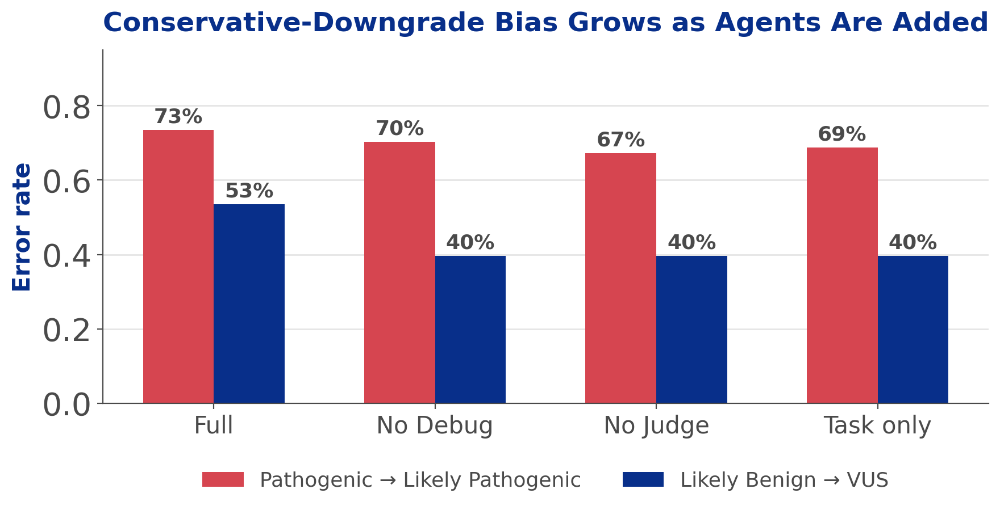 Conservative-Downgrade Bias Grows as Agents Are Added
Error rate
0.8
0.6
0.4
0.2
0.0
73%
53%
70%
40%
67%
40%
69%
40%
Full
No Debug
No Judge
Task only
Pathogenic → Likely Pathogenic
Likely Benign → VUS